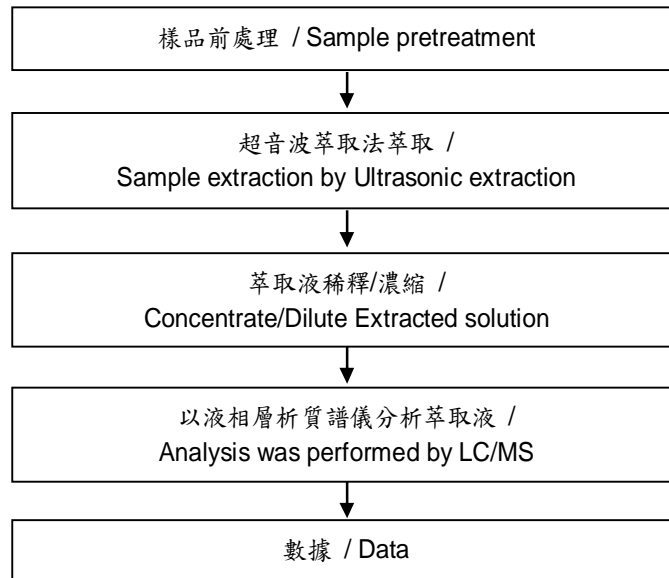 樣品前處理 / Sample pretreatment
超音波萃取法萃取 /
Sample extraction by Ultrasonic extraction
萃取液稀釋/濃縮 /
Concentrate/Dilute Extracted solution
以液相層析質譜儀分析萃取液 /
Analysis was performed by LC/MS
數據 / Data